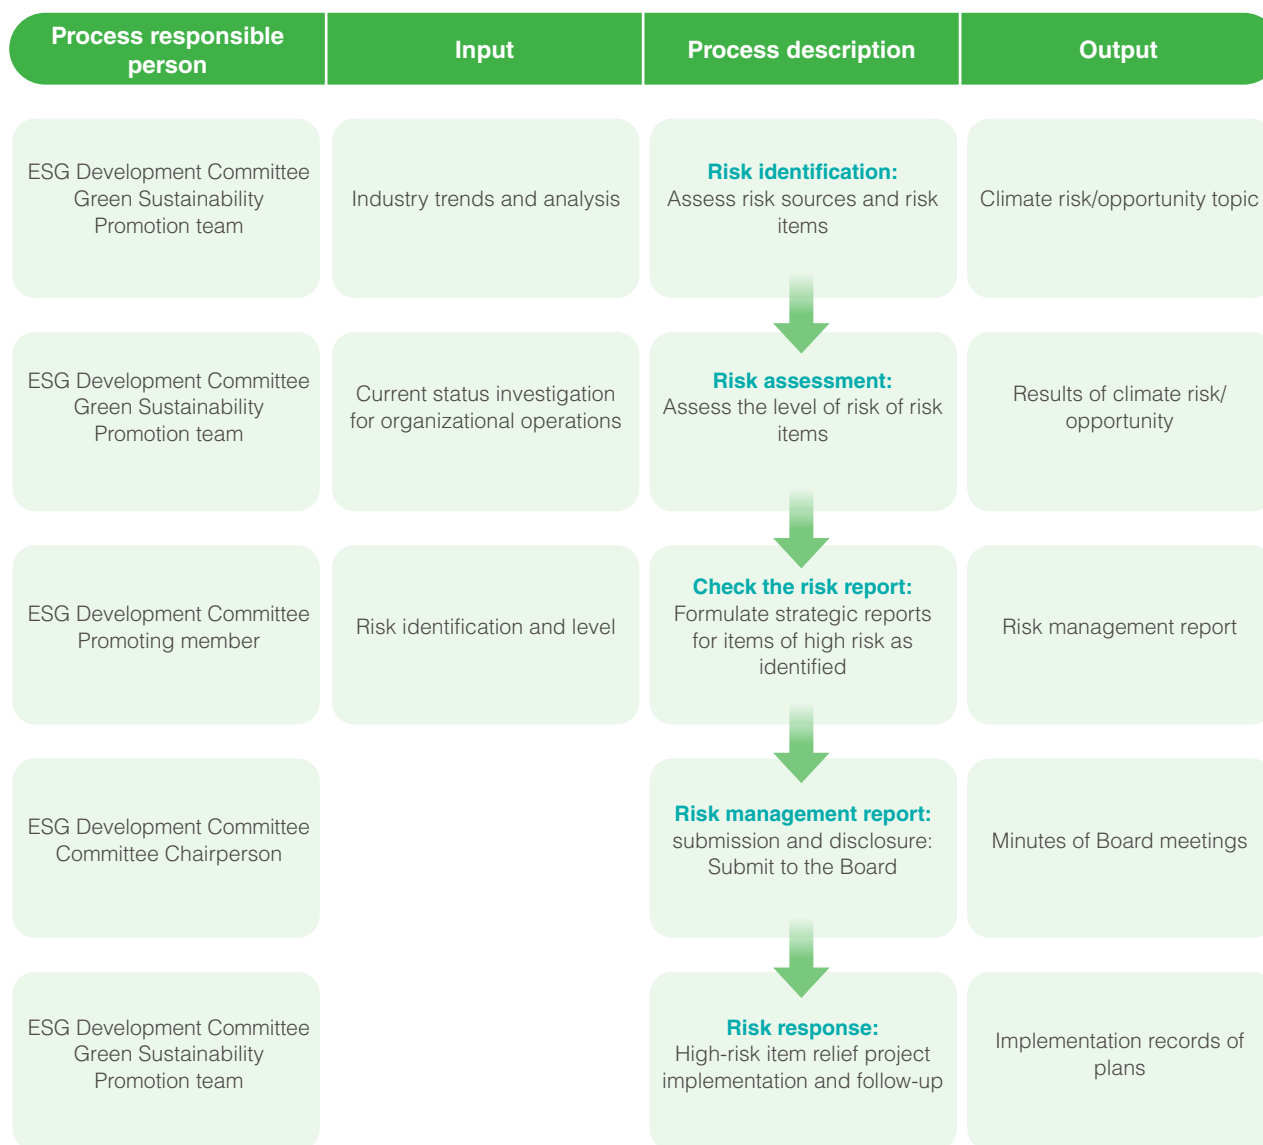 Process responsible
person
Input
Process description
Output
ESG Development Committee
Green Sustainability
Promotion team
Industry trends and analysis
Risk identification:
Assess risk sources and risk
items
Climate risk/opportunity topic
ESG Development Committee
Green Sustainability
Promotion team
Current status investigation
for organizational operations
Risk assessment:
Assess the level of risk of risk
items
Results of climate risk/
opportunity
ESG Development Committee
Promoting member
Risk identification and level
Check the risk report:
Formulate strategic reports
for items of high risk as
identified
Risk management report
ESG Development Committee
Committee Chairperson
Risk management report:
submission and disclosure:
Submit to the Board
Minutes of Board meetings
ESG Development Committee
Green Sustainability
Promotion team
Risk response:
High-risk item relief project
implementation and follow-up
Implementation records of
plans